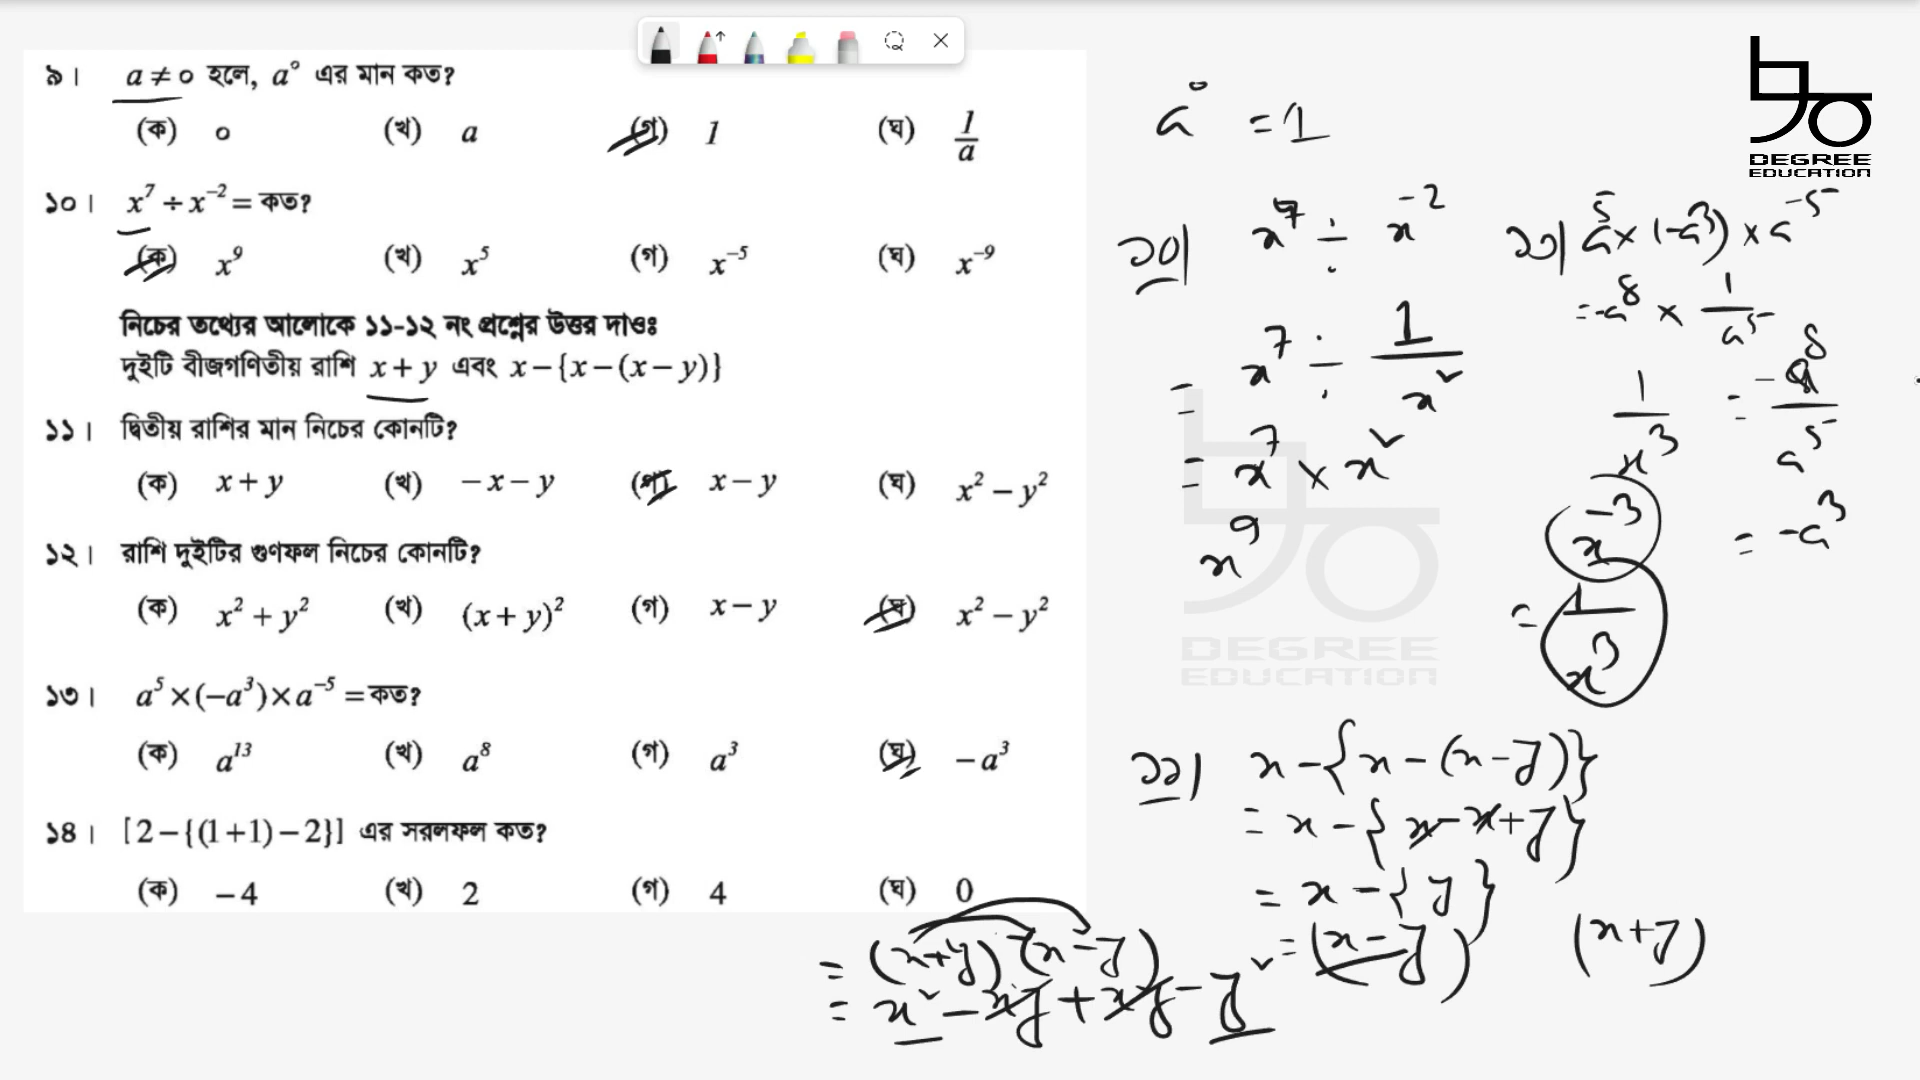 ৯। a ≠ ০ হলে, a° এর মান কত?
(ক) ০ (খ) a (গ) 1 (ঘ) 1/a
১০। x⁷ ÷ x⁻² = কত?
(ক) x⁹ (খ) x⁵ (গ) x⁻⁵ (ঘ) x⁻⁹
নিচের তথ্যের আলোকে ১১-১২ নং প্রশ্নের উত্তর দাওঃ
দুইটি বীজগণিতীয় রাশি x + y এবং x − {x − (x − y)}
১১। দ্বিতীয় রাশির মান নিচের কোনটি?
(ক) x + y (খ) − x − y (গ) x − y (ঘ) x² − y²
১২। রাশি দুইটির গুণফল নিচের কোনটি?
(ক) x² + y² (খ) (x + y)² (গ) x − y (ঘ) x² − y²
১৩। a⁵ × (−a³) × a⁻⁵ = কত?
(ক) a¹³ (খ) a⁸ (গ) a³ (ঘ) − a³
১৪। [2 − {(1 + 1) − 2}] এর সরলফল কত?
(ক) − 4 (খ) 2 (গ) 4 (ঘ) 0
a° = 1
১০। x⁷ ÷ x⁻²
= x⁷ ÷ 1/x²
= x⁷ × x²
x⁹
১৩। a⁵ × (-a³) × a⁻⁵
= -a⁸ × 1/a⁵
= -a⁸/a⁵
= -a³
1/x³
x⁻³
= 1/x³
১১। x − {x − (x − y)}
= x − {x − x + y}
= x − {y}
= (x − y) (x + y)
= (x + y) (x − y)
= x² − xy + xy − y²
DEGREE
EDUCATION
DEGREE
EDUCATION